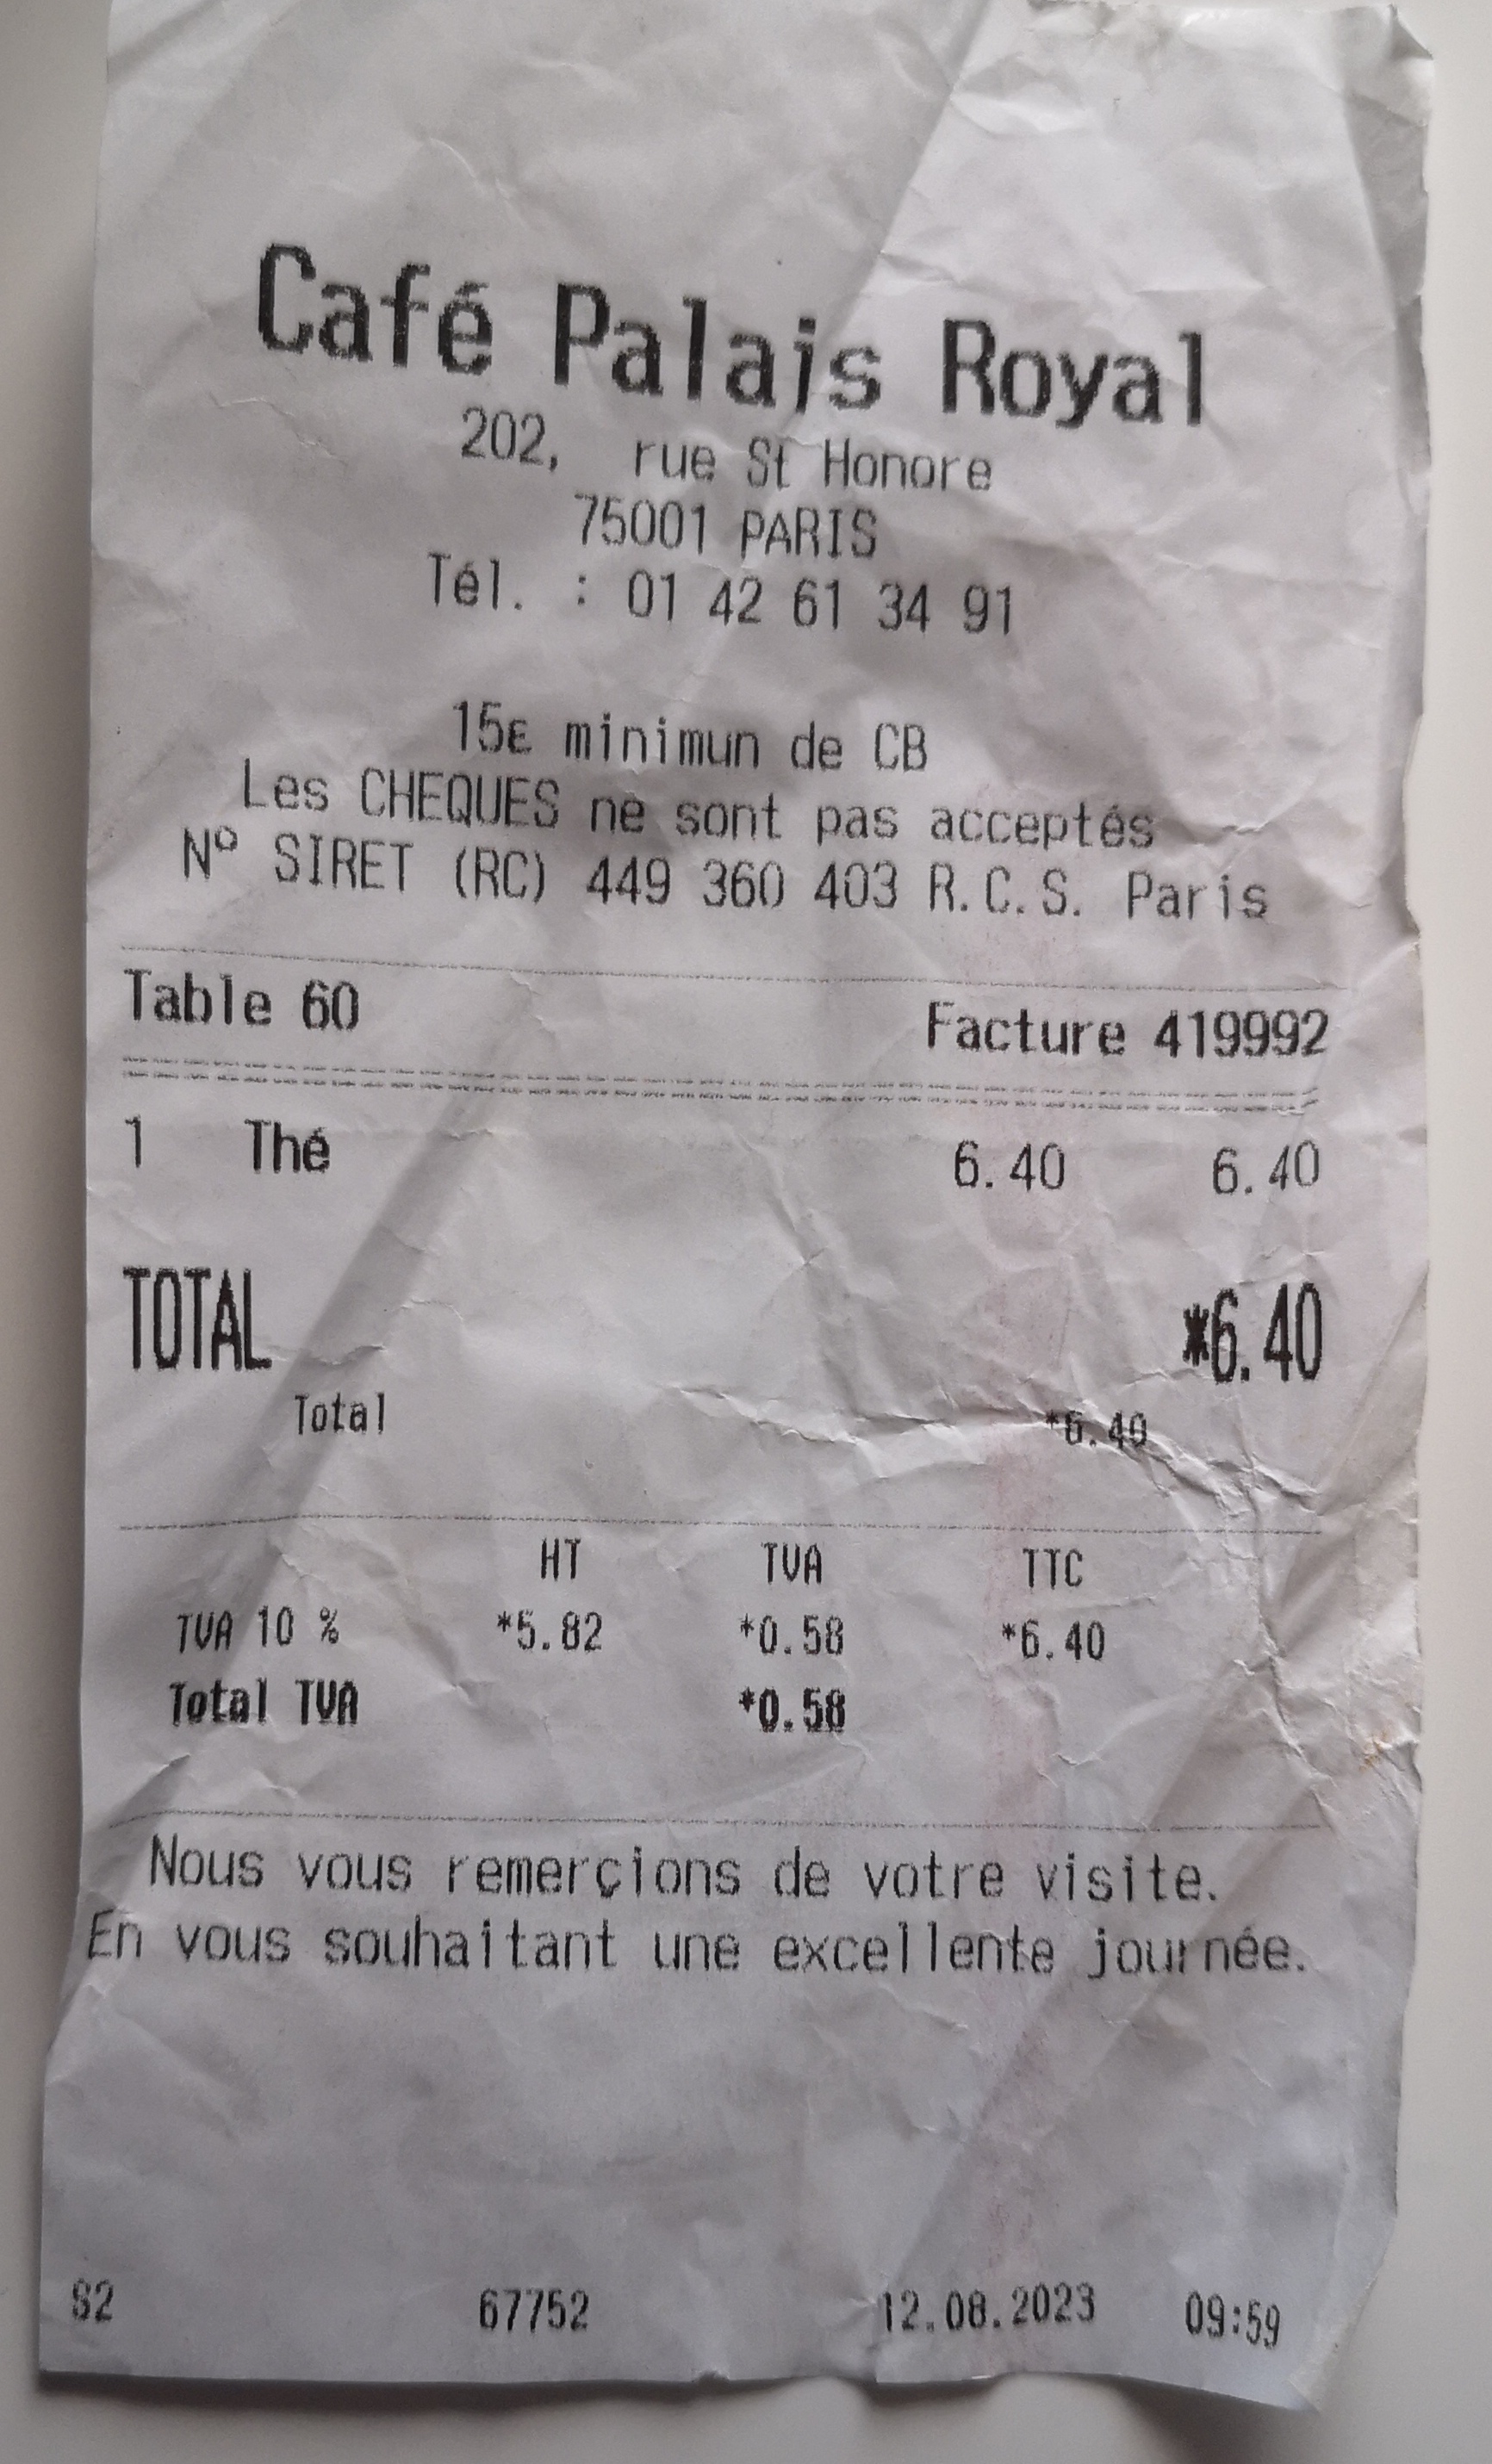 Café Palais Royal
202, rue St Honore
75001 PARIS
Tél. : 01 42 61 34 91
15€ minimun de CB
Les CHEQUES ne sont pas acceptés
Nº SIRET (RC) 449 360 403 R.C.S. Paris
Table 60 Facture 419992
1 Thé 6.40 6.40
TOTAL *6.40
Total *6.40
HT TVA TTC
TVA 10 % *5.82 *0.58 *6.40
Total TVA *0.58
Nous vous remerçions de votre visite.
En vous souhaitant une excellente journée.
S2 67752 12.08.2023 09:59